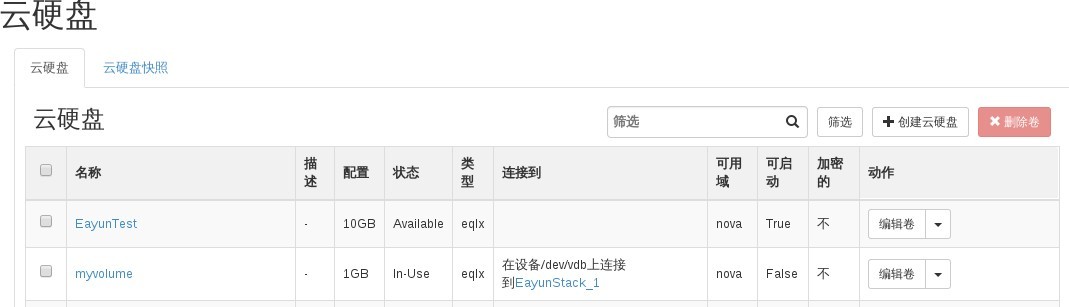 云硬盘
云硬盘 云硬盘快照
云硬盘 筛选 筛选 创建云硬盘 删除卷
名称 描述 配置 状态 类型 连接到 可用域 可启动 加密的 动作
EayunTest - 10GB Available eqlx nova True 不 编辑卷
myvolume - 1GB In-Use eqlx 在设备/dev/vdb上连接 nova False 不 编辑卷
到EayunStack_1